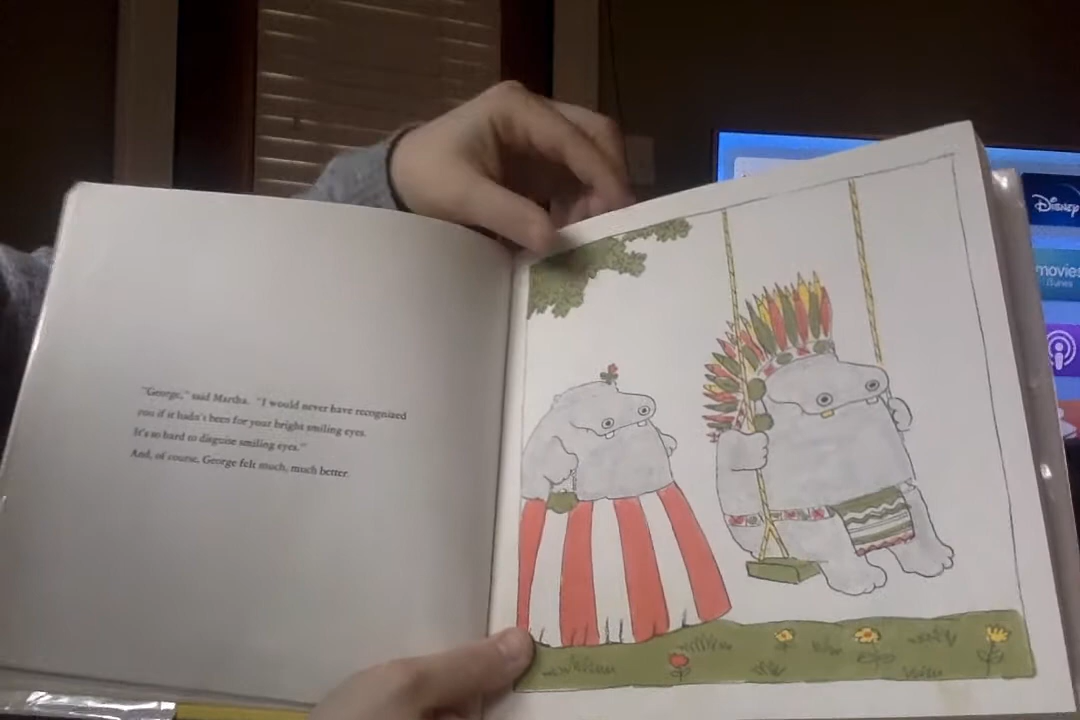 "George," said Martha. "I would never have recognized
you if it hadn't been for your bright smiling eyes.
It's so hard to disguise smiling eyes."
And, of course, George felt much, much better.
Disney
movies
iTunes